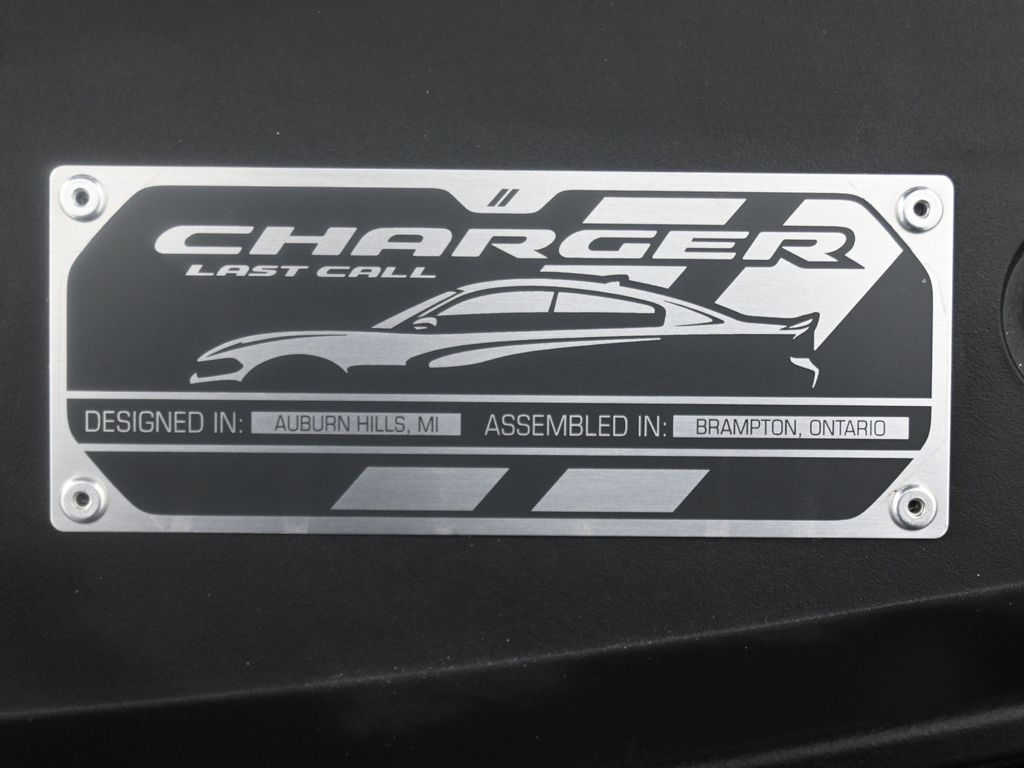 CHARGER
LAST CALL
DESIGNED IN: AUBURN HILLS, MI ASSEMBLED IN: BRAMPTON, ONTARIO